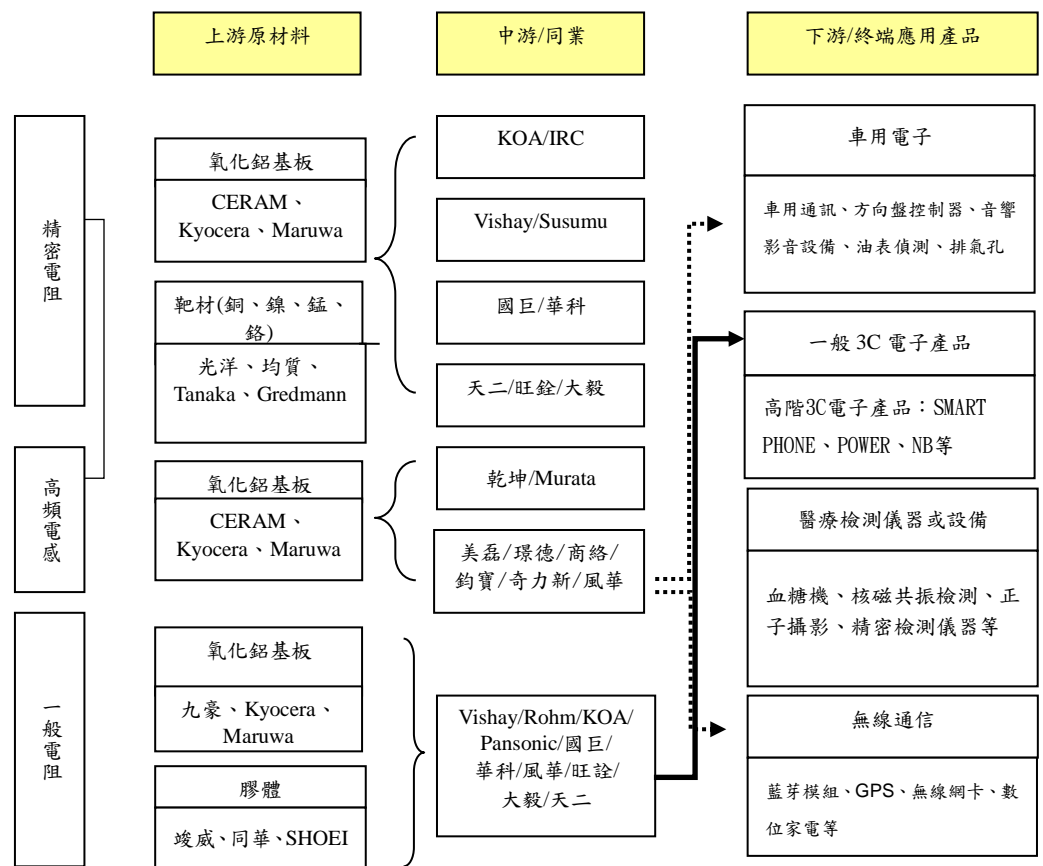 上游原材料
中游/同業
下游/終端應用產品
精密電阻
氧化鋁基板
CERAM、
Kyocera、Maruwa
靶材(銅、鎳、錳、
鉻)
光洋、均質、
Tanaka、Gredmann
KOA/IRC
Vishay/Susumu
國巨/華科
天二/旺銓/大毅
高頻電感
氧化鋁基板
CERAM、
Kyocera、Maruwa
乾坤/Murata
美磊/璟德/商絡/
鈞寶/奇力新/風華
一般電阻
氧化鋁基板
九豪、Kyocera、
Maruwa
膠體
竣威、同華、SHOEI
Vishay/Rohm/KOA/
Pansonic/國巨/
華科/風華/旺詮/
大毅/天二
車用電子
車用通訊、方向盤控制器、音響
影音設備、油表偵測、排氣孔
一般 3C 電子產品
高階3C電子產品：SMART
PHONE、POWER、NB等
醫療檢測儀器或設備
血糖機、核磁共振檢測、正
子攝影、精密檢測儀器等
無線通信
藍芽模組、GPS、無線網卡、數
位家電等